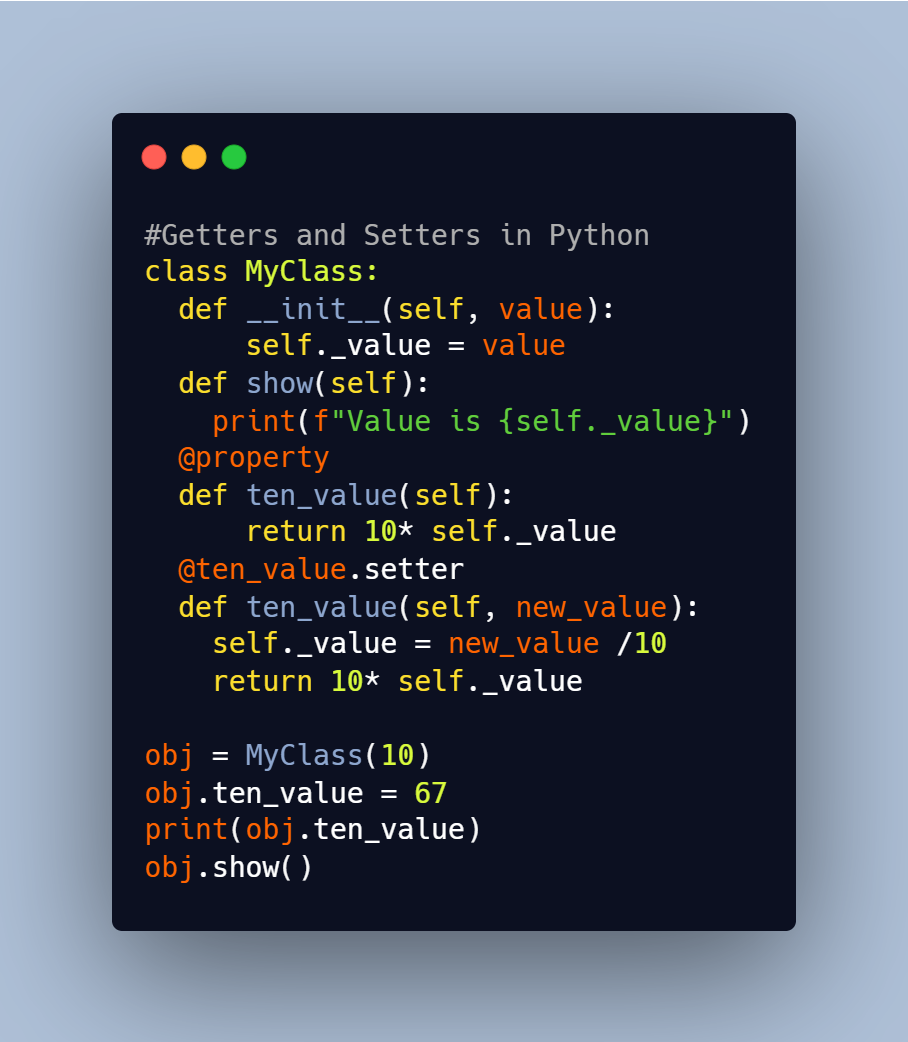 #Getters and Setters in Python
class MyClass:
  def __init__(self, value):
      self._value = value
  def show(self):
    print(f"Value is {self._value}")
  @property
  def ten_value(self):
      return 10* self._value
  @ten_value.setter
  def ten_value(self, new_value):
    self._value = new_value /10
    return 10* self._value

obj = MyClass(10)
obj.ten_value = 67
print(obj.ten_value)
obj.show()